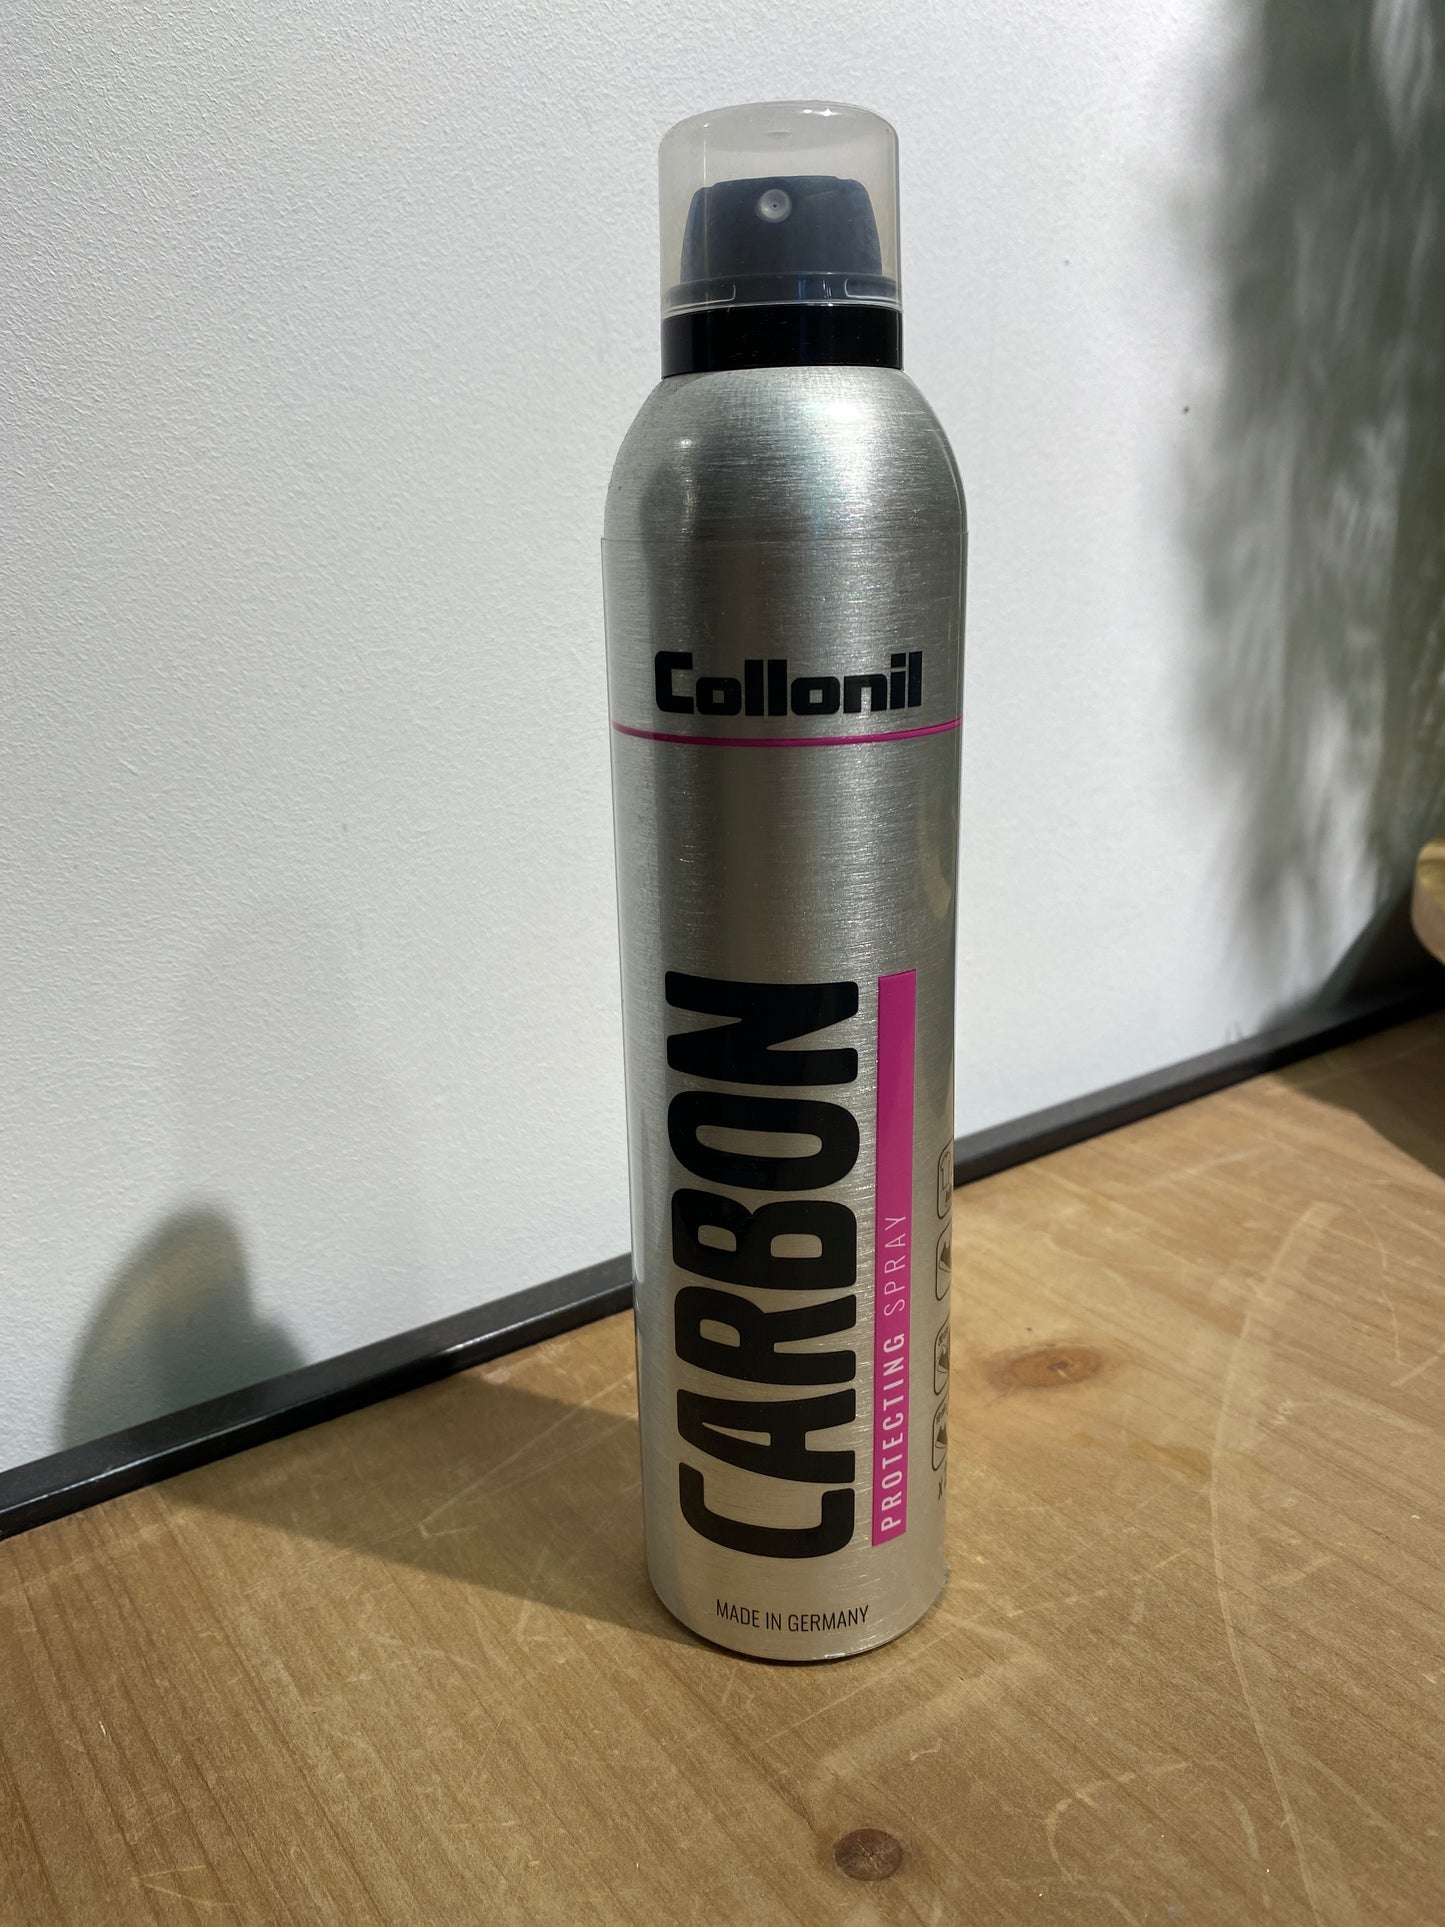 Collonil
CARBON
PROTECTING SPRAY
MADE IN GERMANY